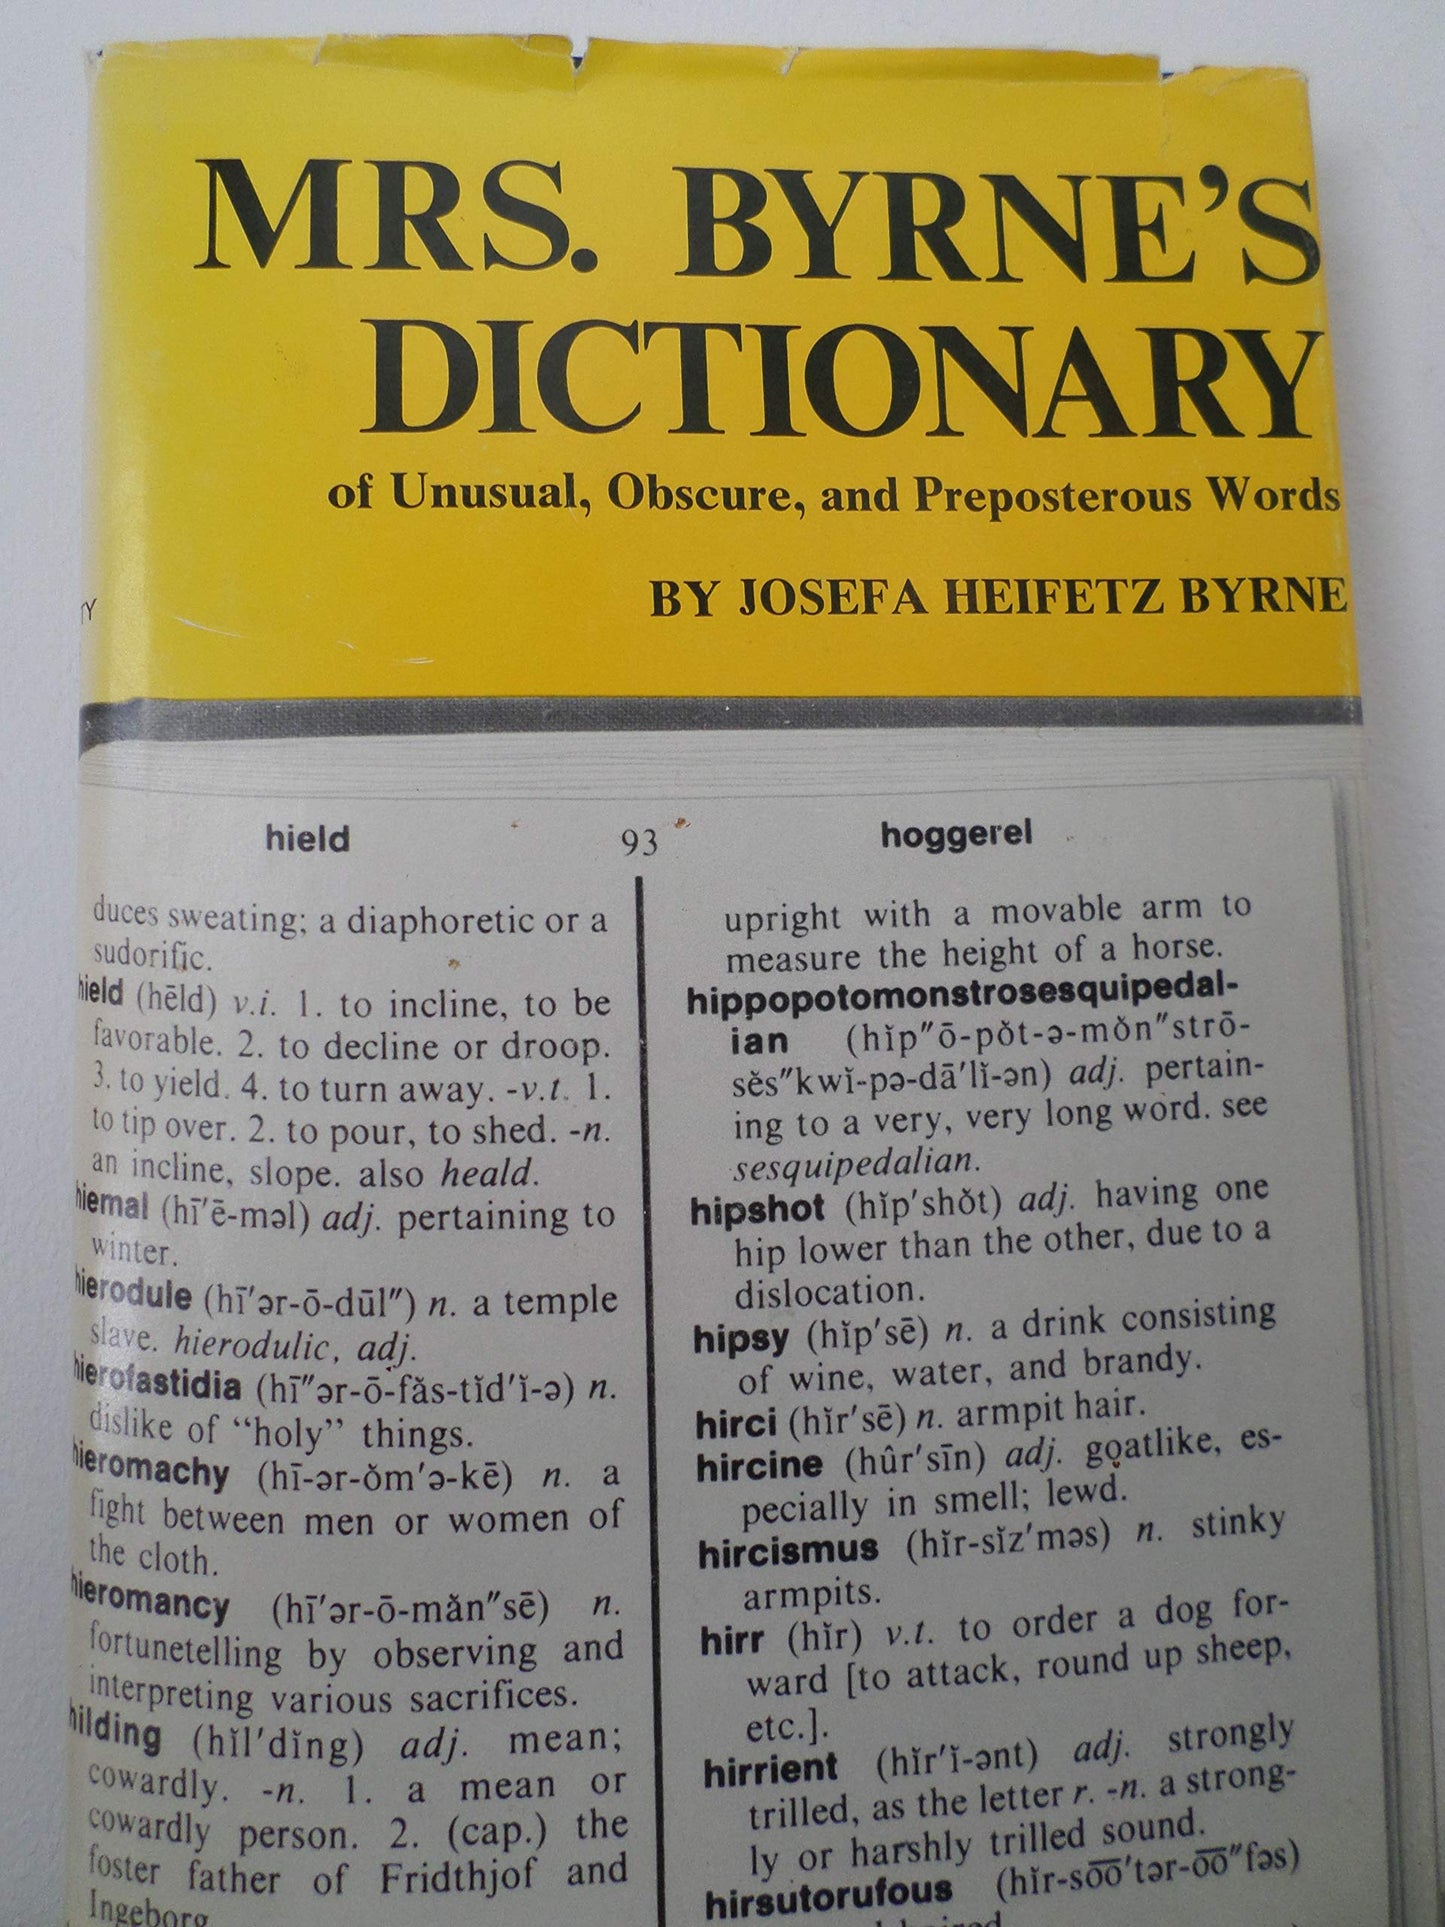 MRS. BYRNE'S
DICTIONARY
of Unusual, Obscure, and Preposterous Words
BY JOSEFA HEIFETZ BYRNE
hield 93 hoggerel
duces sweating; a diaphoretic or a
sudorific.
hield (hēld) v.i. 1. to incline, to be
favorable. 2. to decline or droop.
3. to yield. 4. to turn away. -v.t. 1.
to tip over. 2. to pour, to shed. -n.
an incline, slope. also heald.
hiemal (hī′ē-məl) adj. pertaining to
winter.
hierodule (hī′ər-ō-dūl″) n. a temple
slave. hierodulic, adj.
hierofastidia (hī″ər-ō-făs-tĭd′ĭ-ə) n.
dislike of “holy” things.
hieromachy (hī-ər-ŏm′ə-kē) n. a
fight between men or women of
the cloth.
hieromancy (hī′ər-ō-măn″sē) n.
fortunetelling by observing and
interpreting various sacrifices.
hilding (hĭl′dĭng) adj. mean;
cowardly. -n. 1. a mean or
cowardly person. 2. (cap.) the
foster father of Fridthjof and
Ingeborg.
upright with a movable arm to
measure the height of a horse.
hippopotomonstrosesquipedal-
ian (hĭp″ō-pŏt-ə-mŏn″strō-
sĕs″kwĭ-pə-dā′lĭ-ən) adj. pertain-
ing to a very, very long word. see
sesquipedalian.
hipshot (hĭp′shŏt) adj. having one
hip lower than the other, due to a
dislocation.
hipsy (hĭp′sē) n. a drink consisting
of wine, water, and brandy.
hirci (hĭr′sē) n. armpit hair.
hircine (hûr′sīn) adj. goatlike, es-
pecially in smell; lewd.
hircismus (hĭr-sĭz′məs) n. stinky
armpits.
hirr (hĭr) v.t. to order a dog for-
ward [to attack, round up sheep,
etc.].
hirrient (hĭr′ĭ-ənt) adj. strongly
trilled, as the letter r. -n. a strong-
ly or harshly trilled sound.
hirsutorufous (hĭr-so͞o′tər-o͞o″fəs)